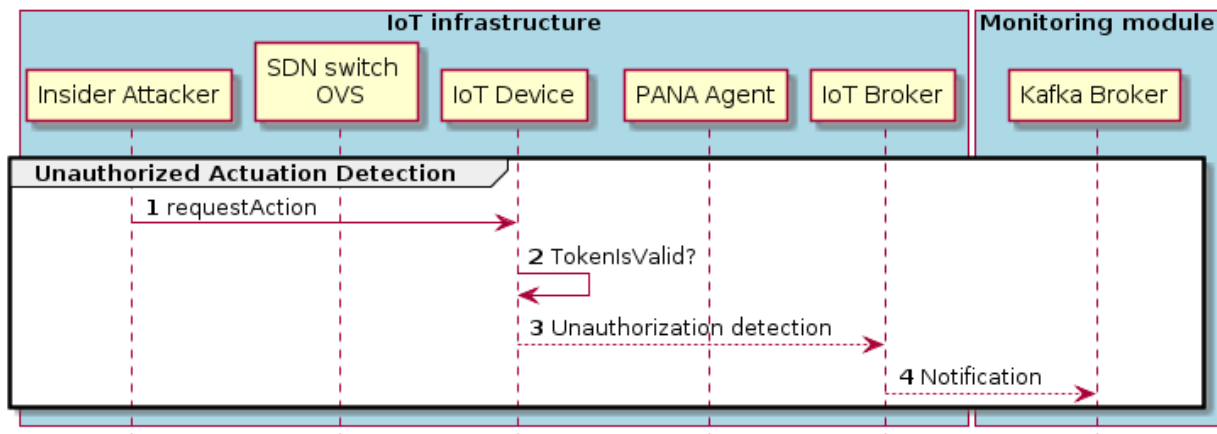 IoT infrastructure
Monitoring module
Insider Attacker
SDN switch
OVS
IoT Device
PANA Agent
IoT Broker
Kafka Broker
Unauthorized Actuation Detection
1 requestAction
2 TokenIsValid?
3 Unauthorization detection
4 Notification